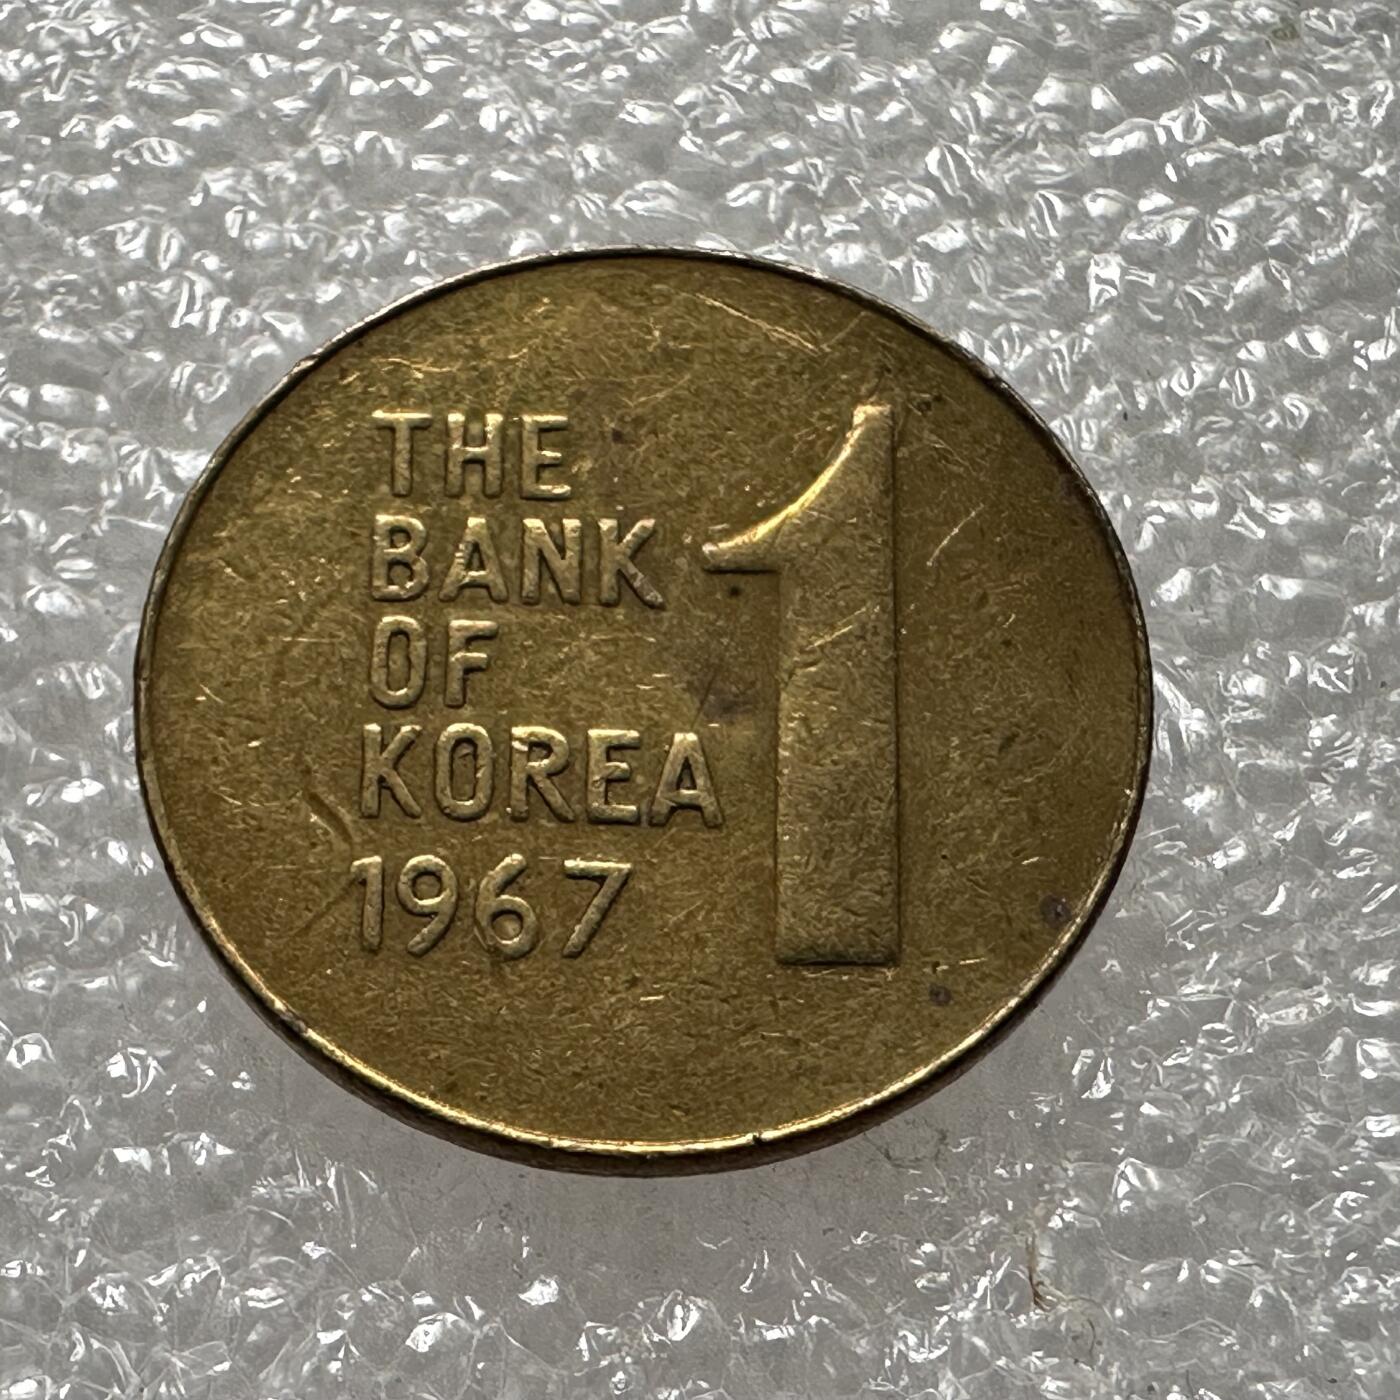 THE
BANK
OF
KOREA
1967
1